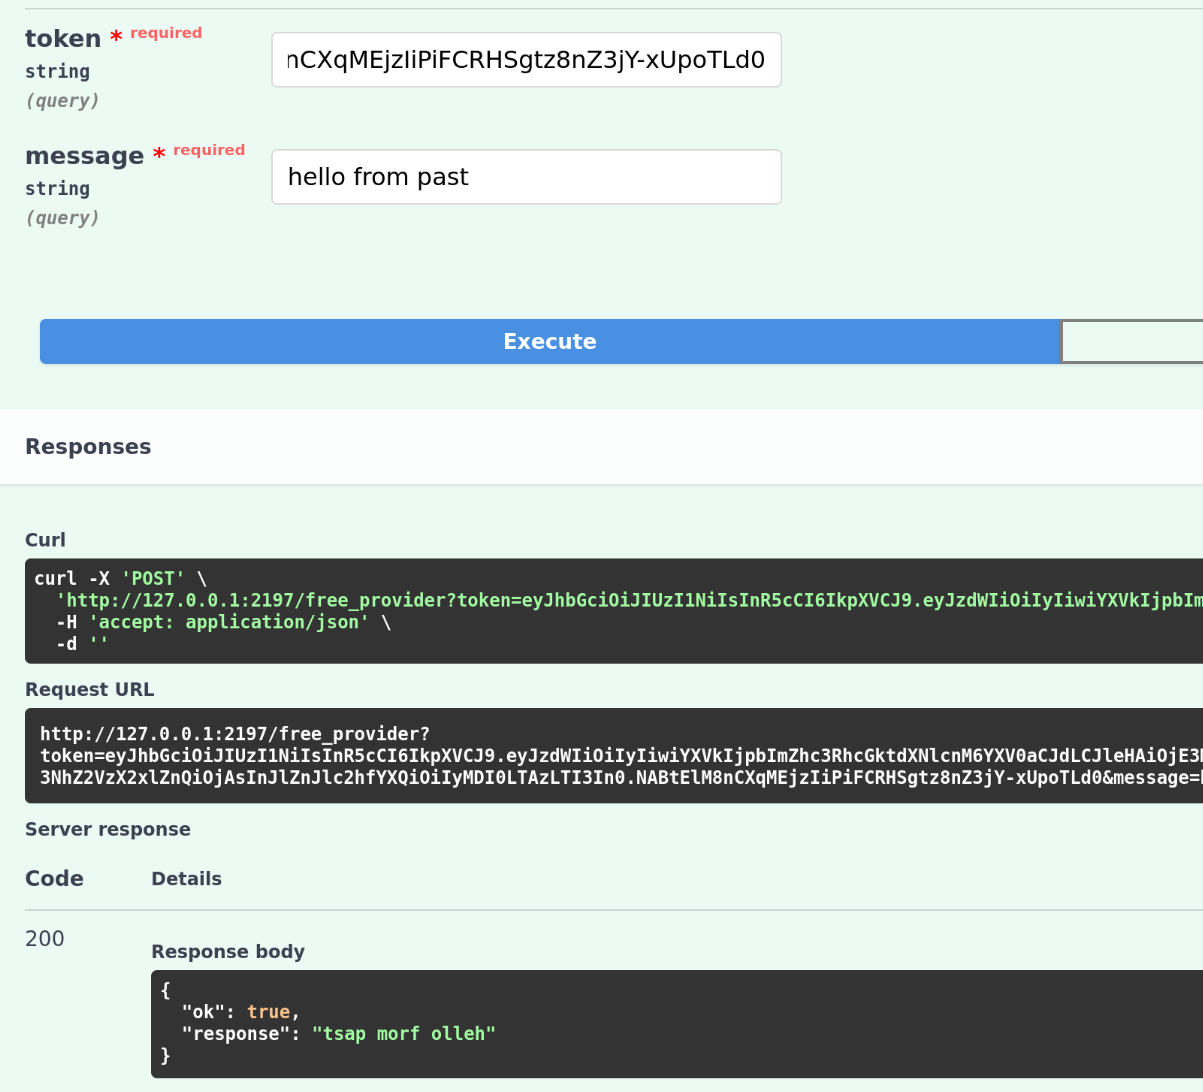 token * required
nCXqMEjzIiPiFCRHSgtz8nZ3jY-xUpoTLd0
string
(query)
message * required
hello from past
string
(query)
Execute
Responses
Curl
curl -X 'POST' \
'http://127.0.0.1:2197/free_provider?token=eyJhbGciOiJIUzI1NiIsInR5cCI6IkpXVCJ9.eyJzdWIiOiIyIiwiYXVkIjpbIm
-H 'accept: application/json' \
-d ''
Request URL
http://127.0.0.1:2197/free_provider?
token=eyJhbGciOiJIUzI1NiIsInR5cCI6IkpXVCJ9.eyJzdWIiOiIyIiwiYXVkIjpbImZhc3RhcGktdXNlcnM6YXV0aCJdLCJleHAiOjE3
3NhZ2VzX2xlZnQiOjAsInJlZnJlc2hfYXQiOiIyMDI0LTAzLTI3In0.NABtElM8nCXqMEjzIiPiFCRHSgtz8nZ3jY-xUpoTLd0&message=
Server response
Code
Details
200
Response body
{
"ok": true,
"response": "tsap morf olleh"
}